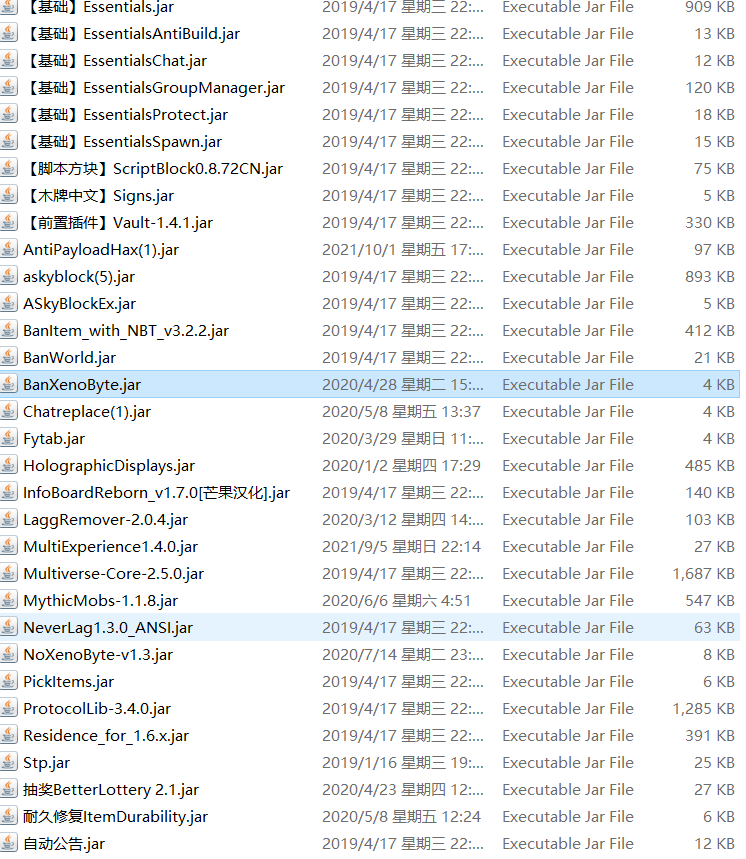 【基础】Essentials.jar 2019/4/17 星期三 22:... Executable Jar File 909 KB
【基础】EssentialsAntiBuild.jar 2019/4/17 星期三 22:... Executable Jar File 13 KB
【基础】EssentialsChat.jar 2019/4/17 星期三 22:... Executable Jar File 12 KB
【基础】EssentialsGroupManager.jar 2019/4/17 星期三 22:... Executable Jar File 120 KB
【基础】EssentialsProtect.jar 2019/4/17 星期三 22:... Executable Jar File 18 KB
【基础】EssentialsSpawn.jar 2019/4/17 星期三 22:... Executable Jar File 15 KB
【脚本方块】ScriptBlock0.8.72CN.jar 2019/4/17 星期三 22:... Executable Jar File 75 KB
【木牌中文】Signs.jar 2019/4/17 星期三 22:... Executable Jar File 5 KB
【前置插件】Vault-1.4.1.jar 2019/4/17 星期三 22:... Executable Jar File 330 KB
AntiPayloadHax(1).jar 2021/10/1 星期五 17:... Executable Jar File 97 KB
askyblock(5).jar 2019/4/17 星期三 22:... Executable Jar File 893 KB
ASkyBlockEx.jar 2019/4/17 星期三 22:... Executable Jar File 5 KB
BanItem_with_NBT_v3.2.2.jar 2019/4/17 星期三 22:... Executable Jar File 412 KB
BanWorld.jar 2019/4/17 星期三 22:... Executable Jar File 21 KB
BanXenoByte.jar 2020/4/28 星期二 15:... Executable Jar File 4 KB
Chatreplace(1).jar 2020/5/8 星期五 13:37 Executable Jar File 4 KB
Fytab.jar 2020/3/29 星期日 11:... Executable Jar File 4 KB
HolographicDisplays.jar 2020/1/2 星期四 17:29 Executable Jar File 485 KB
InfoBoardReborn_v1.7.0[芒果汉化].jar 2019/4/17 星期三 22:... Executable Jar File 140 KB
LaggRemover-2.0.4.jar 2020/3/12 星期四 14:... Executable Jar File 103 KB
MultiExperience1.4.0.jar 2021/9/5 星期日 22:14 Executable Jar File 27 KB
Multiverse-Core-2.5.0.jar 2019/4/17 星期三 22:... Executable Jar File 1,687 KB
MythicMobs-1.1.8.jar 2020/6/6 星期六 4:51 Executable Jar File 547 KB
NeverLag1.3.0_ANSI.jar 2019/4/17 星期三 22:... Executable Jar File 63 KB
NoXenoByte-v1.3.jar 2020/7/14 星期二 23:... Executable Jar File 8 KB
PickItems.jar 2019/4/17 星期三 22:... Executable Jar File 6 KB
ProtocolLib-3.4.0.jar 2019/4/17 星期三 22:... Executable Jar File 1,285 KB
Residence_for_1.6.x.jar 2019/4/17 星期三 22:... Executable Jar File 391 KB
Stp.jar 2019/1/16 星期三 19:... Executable Jar File 25 KB
抽奖BetterLottery 2.1.jar 2020/4/23 星期四 12:... Executable Jar File 27 KB
耐久修复ItemDurability.jar 2020/5/8 星期五 12:24 Executable Jar File 6 KB
自动公告.jar 2019/4/17 星期三 22:... Executable Jar File 12 KB